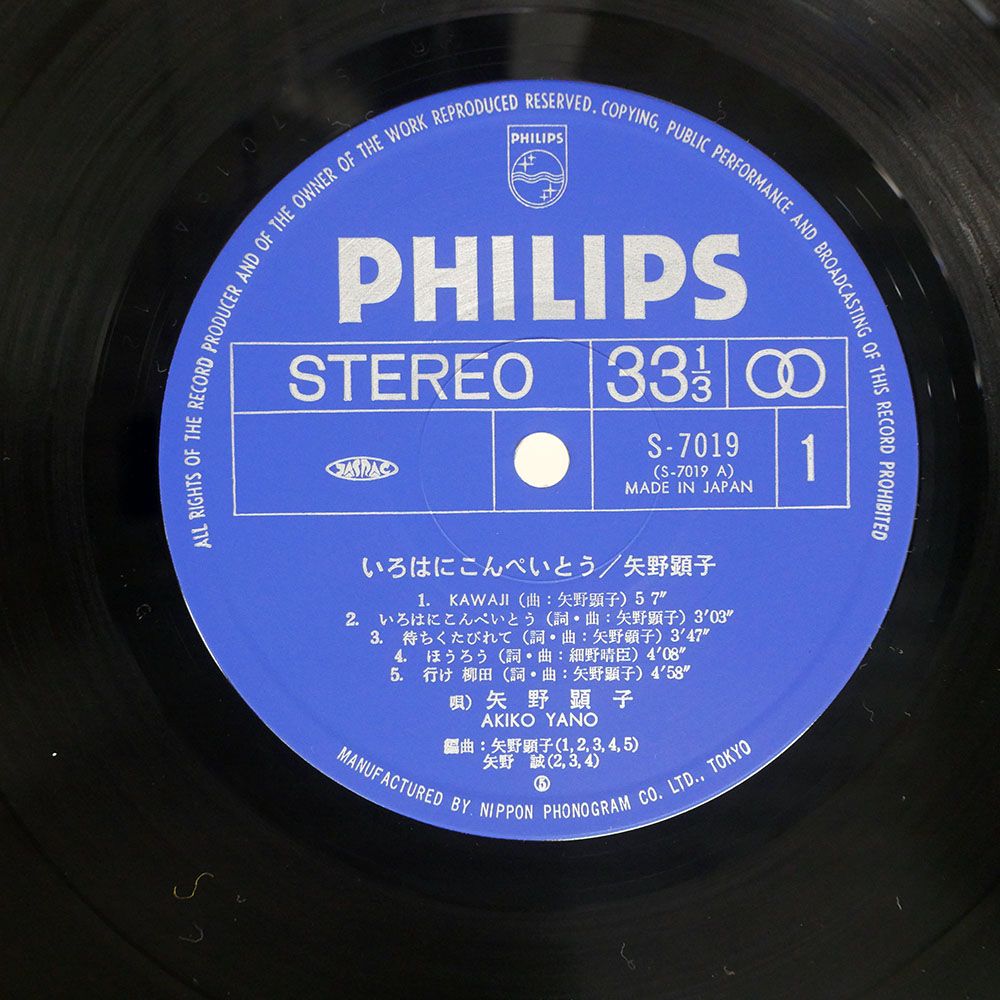 ALL RIGHTS OF THE RECORD PRODUCER AND OF THE OWNER OF THE WORK REPRODUCED RESERVED. COPYING, PUBLIC PERFORMANCE AND BROADCASTING OF THIS RECORD PROHIBITED
PHILIPS
PHILIPS
STEREO
33 1/3
JASRAC
S-7019
(S-7019 A)
MADE IN JAPAN
1
いろはにこんぺいとう/矢野顕子
1. KAWAJI (曲:矢野顕子) 5 7″
2. いろはにこんぺいとう (詞・曲:矢野顕子) 3′03″
3. 待ちくたびれて (詞・曲:矢野顕子) 3′47″
4. ほうろう (詞・曲:細野晴臣) 4′08″
5. 行け 柳田 (詞・曲:矢野顕子) 4′58″
唄) 矢野顕子
AKIKO YANO
編曲:矢野顕子(1,2,3,4,5)
矢野 誠(2,3,4)
MANUFACTURED BY NIPPON PHONOGRAM CO. LTD., TOKYO